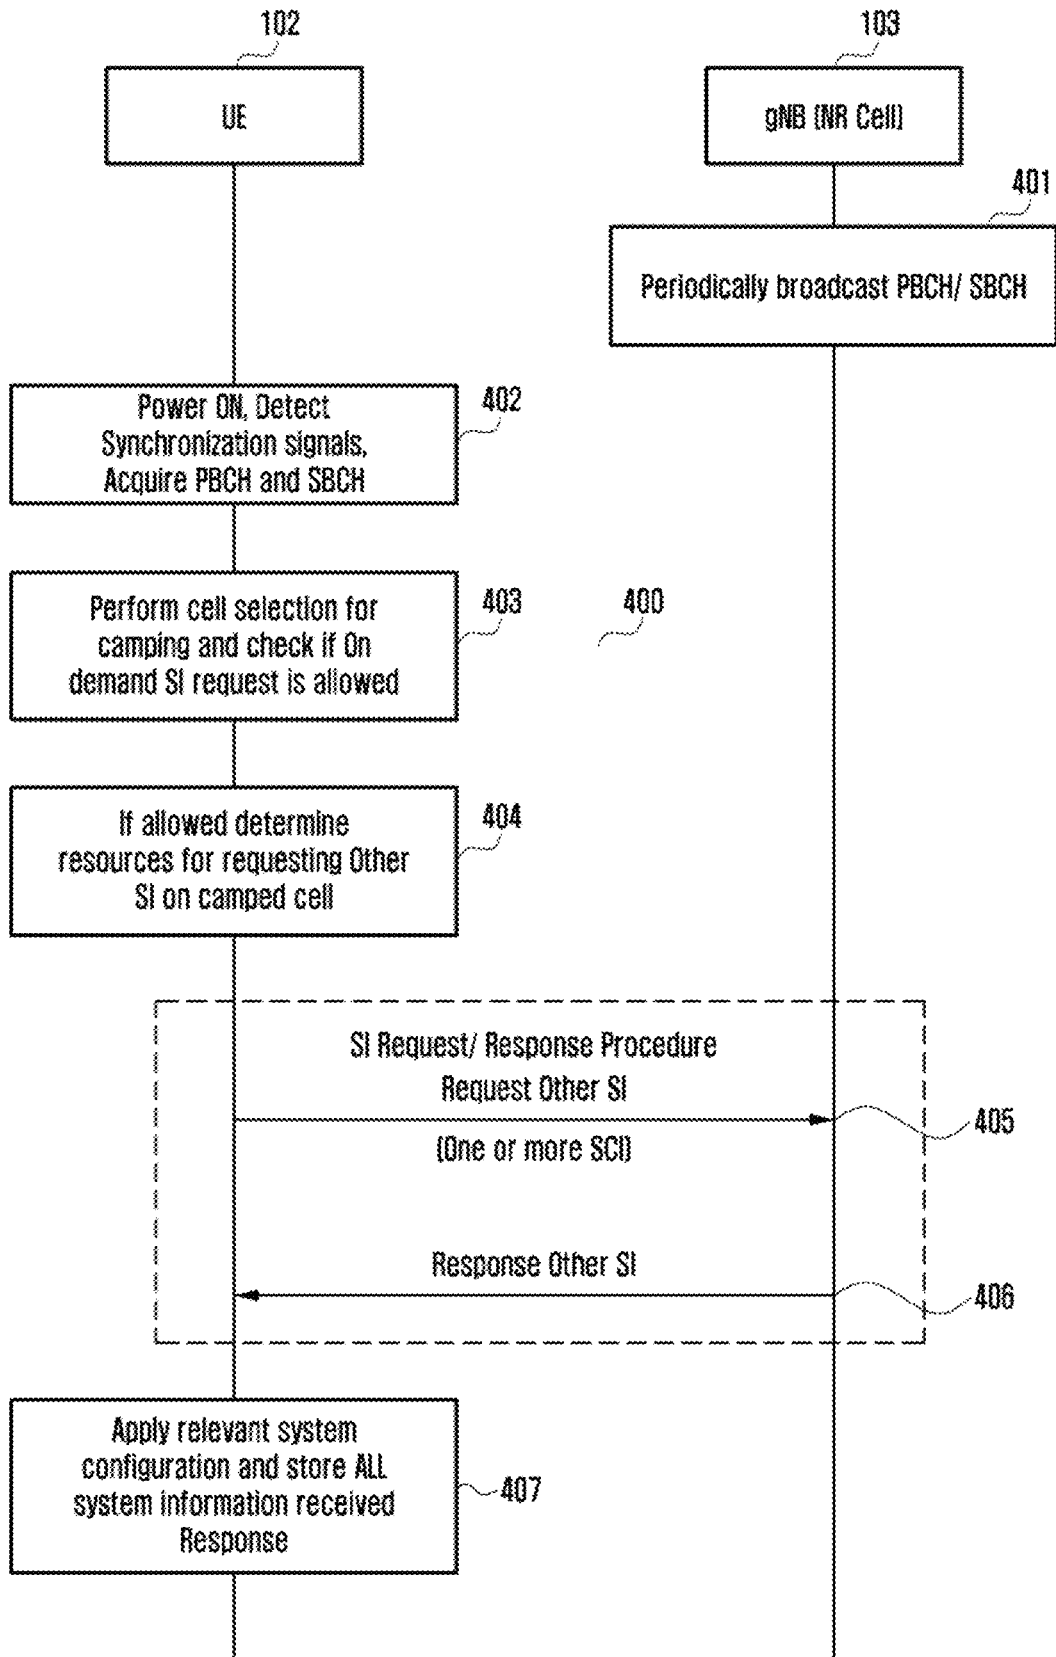 102
103
UE
gNB [NR Cell]
401
Periodically broadcast PBCH/ SBCH
Power ON, Detect
Synchronization signals,
Acquire PBCH and SBCH
402
Perform cell selection for
camping and check if On
demand SI request is allowed
403
400
If allowed determine
resources for requesting Other
SI on camped cell
404
SI Request/ Response Procedure
Request Other SI
(One or more SCI)
405
Response Other SI
406
Apply relevant system
configuration and store ALL
system information received
Response
407